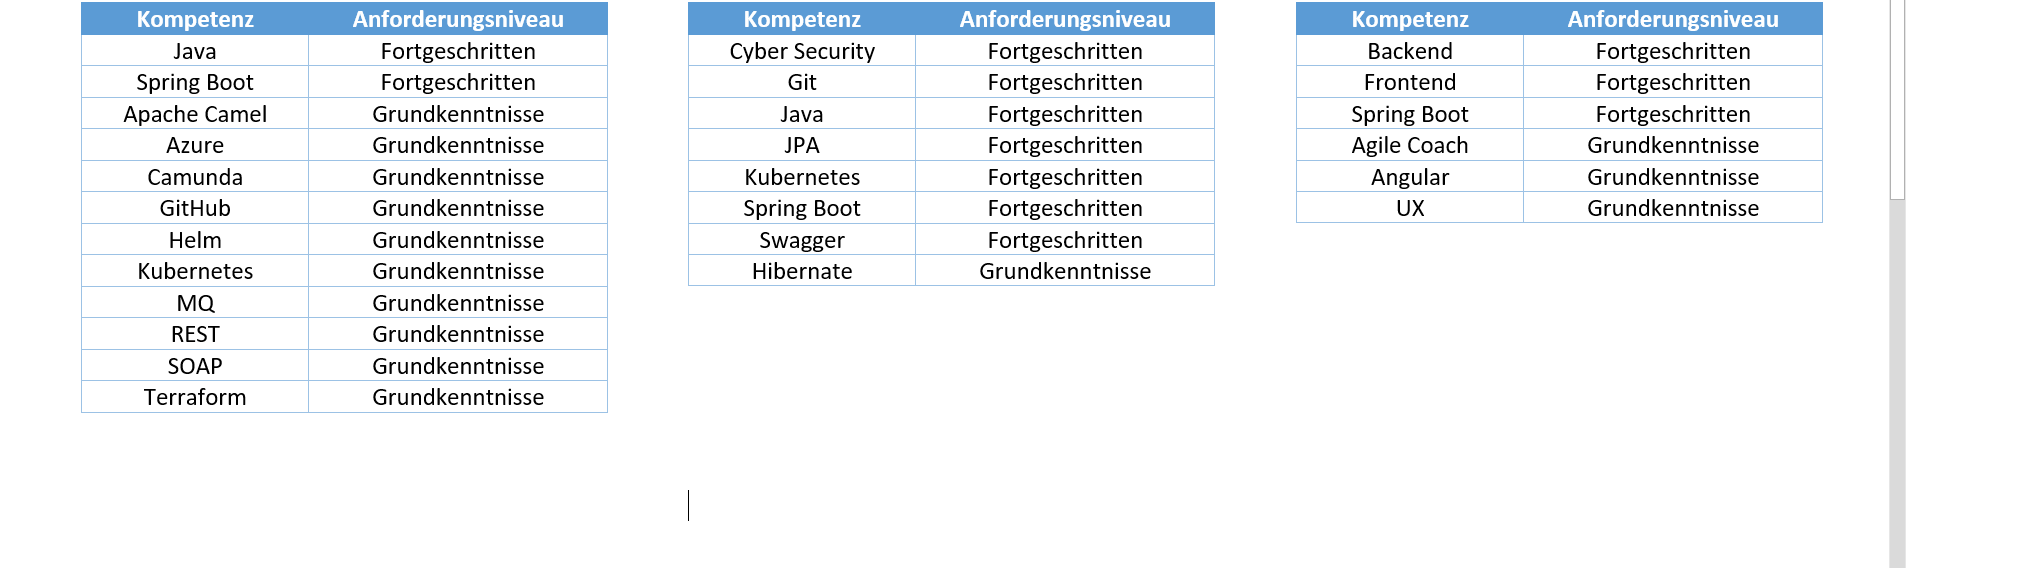 Kompetenz Anforderungsniveau
Java Fortgeschritten
Spring Boot Fortgeschritten
Apache Camel Grundkenntnisse
Azure Grundkenntnisse
Camunda Grundkenntnisse
GitHub Grundkenntnisse
Helm Grundkenntnisse
Kubernetes Grundkenntnisse
MQ Grundkenntnisse
REST Grundkenntnisse
SOAP Grundkenntnisse
Terraform Grundkenntnisse
Kompetenz Anforderungsniveau
Cyber Security Fortgeschritten
Git Fortgeschritten
Java Fortgeschritten
JPA Fortgeschritten
Kubernetes Fortgeschritten
Spring Boot Fortgeschritten
Swagger Fortgeschritten
Hibernate Grundkenntnisse
Kompetenz Anforderungsniveau
Backend Fortgeschritten
Frontend Fortgeschritten
Spring Boot Fortgeschritten
Agile Coach Grundkenntnisse
Angular Grundkenntnisse
UX Grundkenntnisse